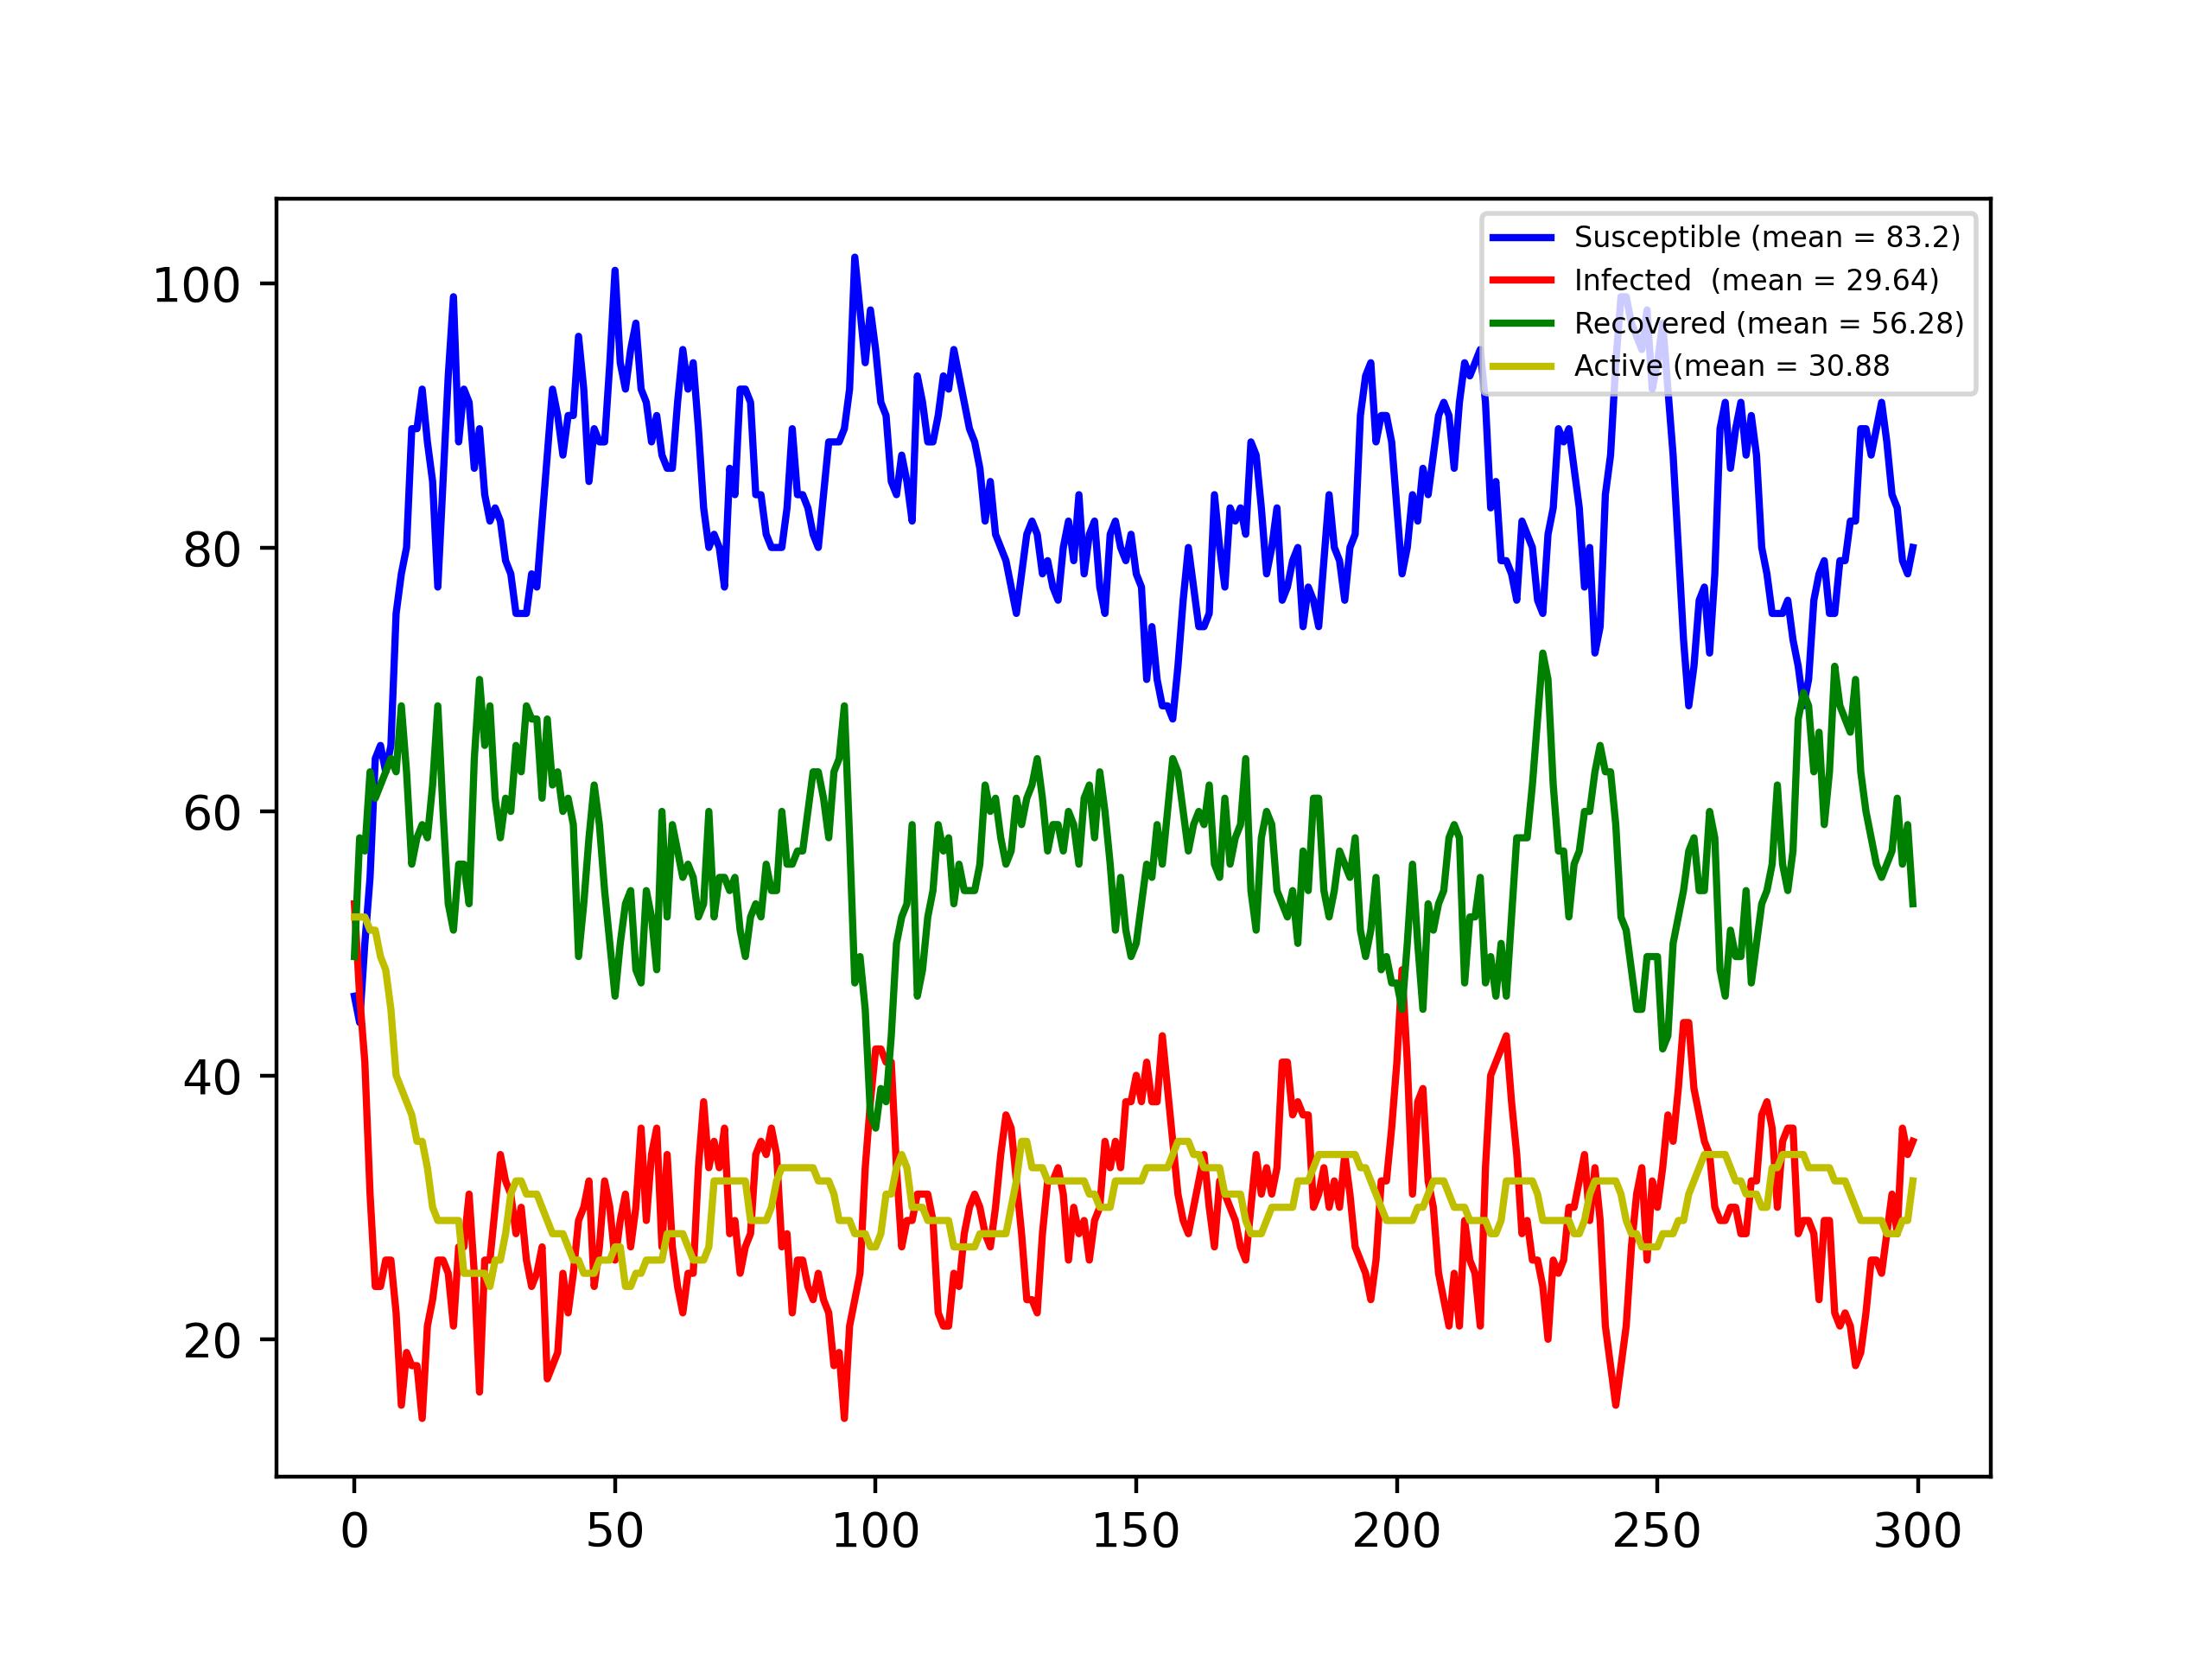 Susceptible (mean = 83.2)
Infected  (mean = 29.64)
Recovered (mean = 56.28)
Active (mean = 30.88
100
80
60
40
20
0 50 100 150 200 250 300